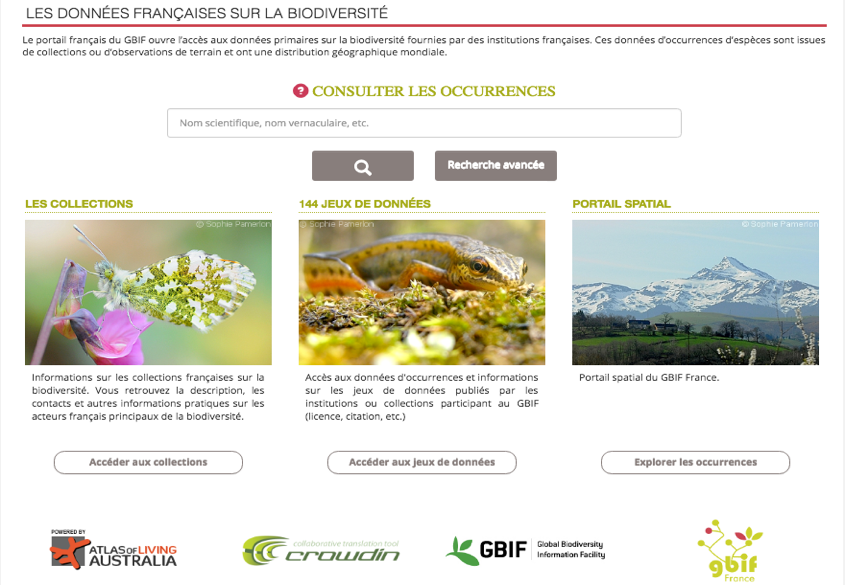 LES DONNÉES FRANÇAISES SUR LA BIODIVERSITÉ
Le portail français du GBIF ouvre l'accès aux données primaires sur la biodiversité fournies par des institutions françaises. Ces données d'occurrences d'espèces sont issues
de collections ou d'observations de terrain et ont une distribution géographique mondiale.
? CONSULTER LES OCCURRENCES
Nom scientifique, nom vernaculaire, etc.
Recherche avancée
LES COLLECTIONS
© Sophie Pamerlon
Informations sur les collections françaises sur la
biodiversité. Vous retrouvez la description, les
contacts et autres informations pratiques sur les
acteurs français principaux de la biodiversité.
Accéder aux collections
144 JEUX DE DONNÉES
© Sophie Pamerlon
Accès aux données d'occurrences et informations
sur les jeux de données publiés par les
institutions ou collections participant au GBIF
(licence, citation, etc.)
Accéder aux jeux de données
PORTAIL SPATIAL
© Sophie Pamerlon
Portail spatial du GBIF France.
Explorer les occurrences
POWERED BY
ATLAS OF LIVING
AUSTRALIA
collaborative translation tool
crowdin
GBIF
Global Biodiversity
Information Facility
gbif
France